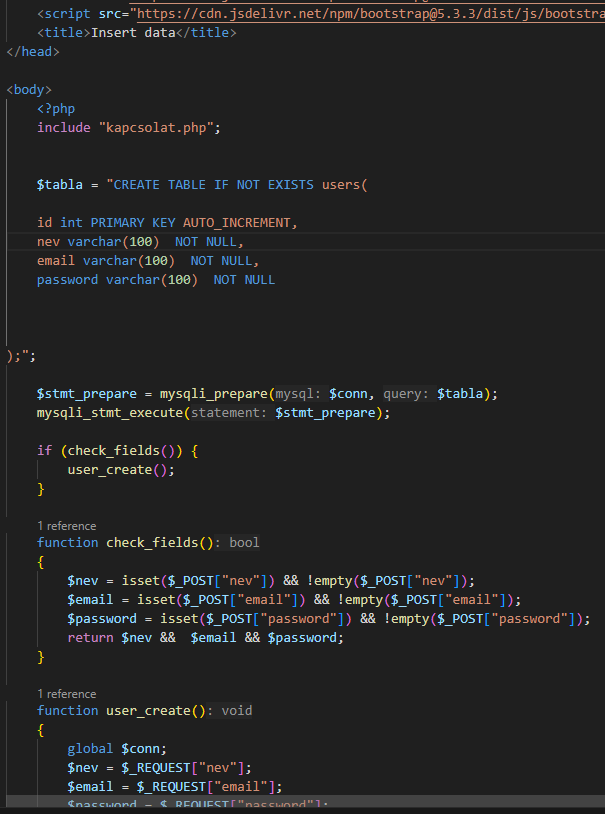 <script src="https://cdn.jsdelivr.net/npm/bootstrap@5.3.3/dist/js/bootstra
<title>Insert data</title>
</head>
<body>
<?php
include "kapcsolat.php";
$tabla = "CREATE TABLE IF NOT EXISTS users(
id int PRIMARY KEY AUTO_INCREMENT,
nev varchar(100)  NOT NULL,
email varchar(100)  NOT NULL,
password varchar(100)  NOT NULL
);";
$stmt_prepare = mysqli_prepare(mysql: $conn, query: $tabla);
mysqli_stmt_execute(statement: $stmt_prepare);
if (check_fields()) {
user_create();
}
1 reference
function check_fields(): bool
{
$nev = isset($_POST["nev"]) && !empty($_POST["nev"]);
$email = isset($_POST["email"]) && !empty($_POST["email"]);
$password = isset($_POST["password"]) && !empty($_POST["password"]);
return $nev &&  $email && $password;
}
1 reference
function user_create(): void
{
global $conn;
$nev = $_REQUEST["nev"];
$email = $_REQUEST["email"];
$password = $_REQUEST["password"];